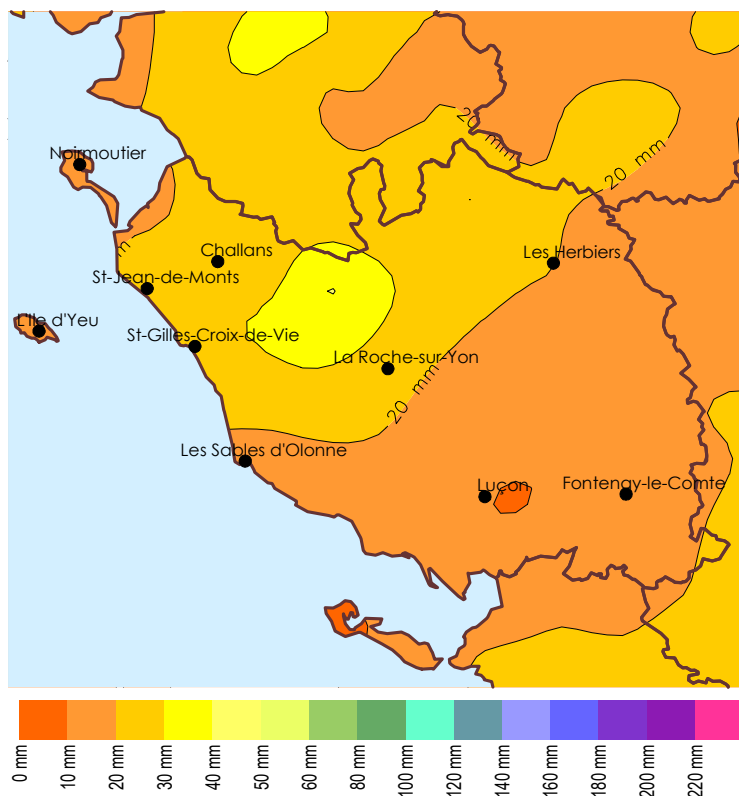 20 mm
20 mm
Noirmoutier
m
Challans
Les Herbiers
St-Jean-de-Monts
L'Ile d'Yeu
St-Gilles-Croix-de-Vie
La Roche-sur-Yon
20 mm
Les Sables d'Olonne
Luçon
Fontenay-le-Comte
0 mm
10 mm
20 mm
30 mm
40 mm
50 mm
60 mm
80 mm
100 mm
120 mm
140 mm
160 mm
180 mm
200 mm
220 mm